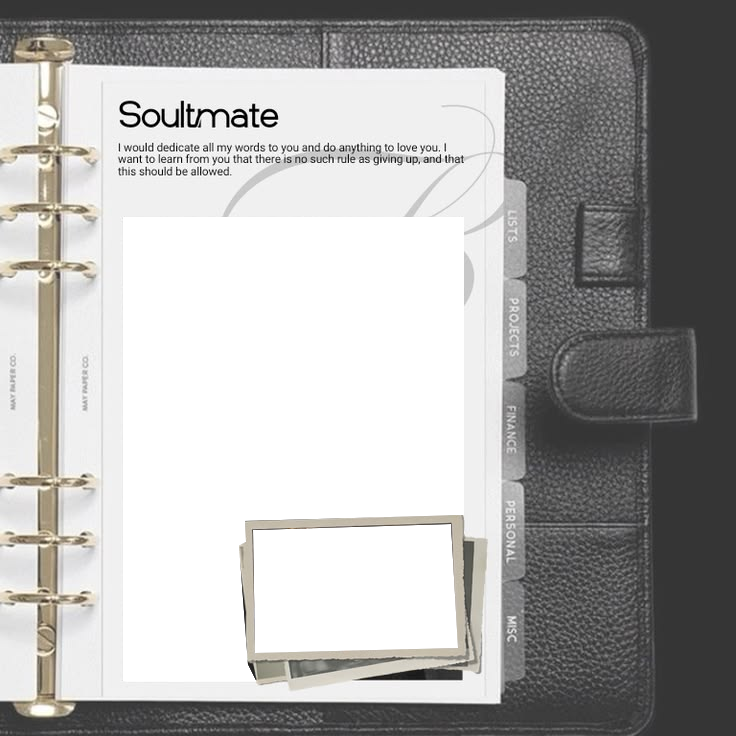 Soultmate
I would dedicate all my words to you and do anything to love you. I
want to learn from you that there is no such rule as giving up, and that
this should be allowed.
LISTS
PROJECTS
FINANCE
PERSONAL
MISC
MAY PAPER CO.
MAY PAPER CO.